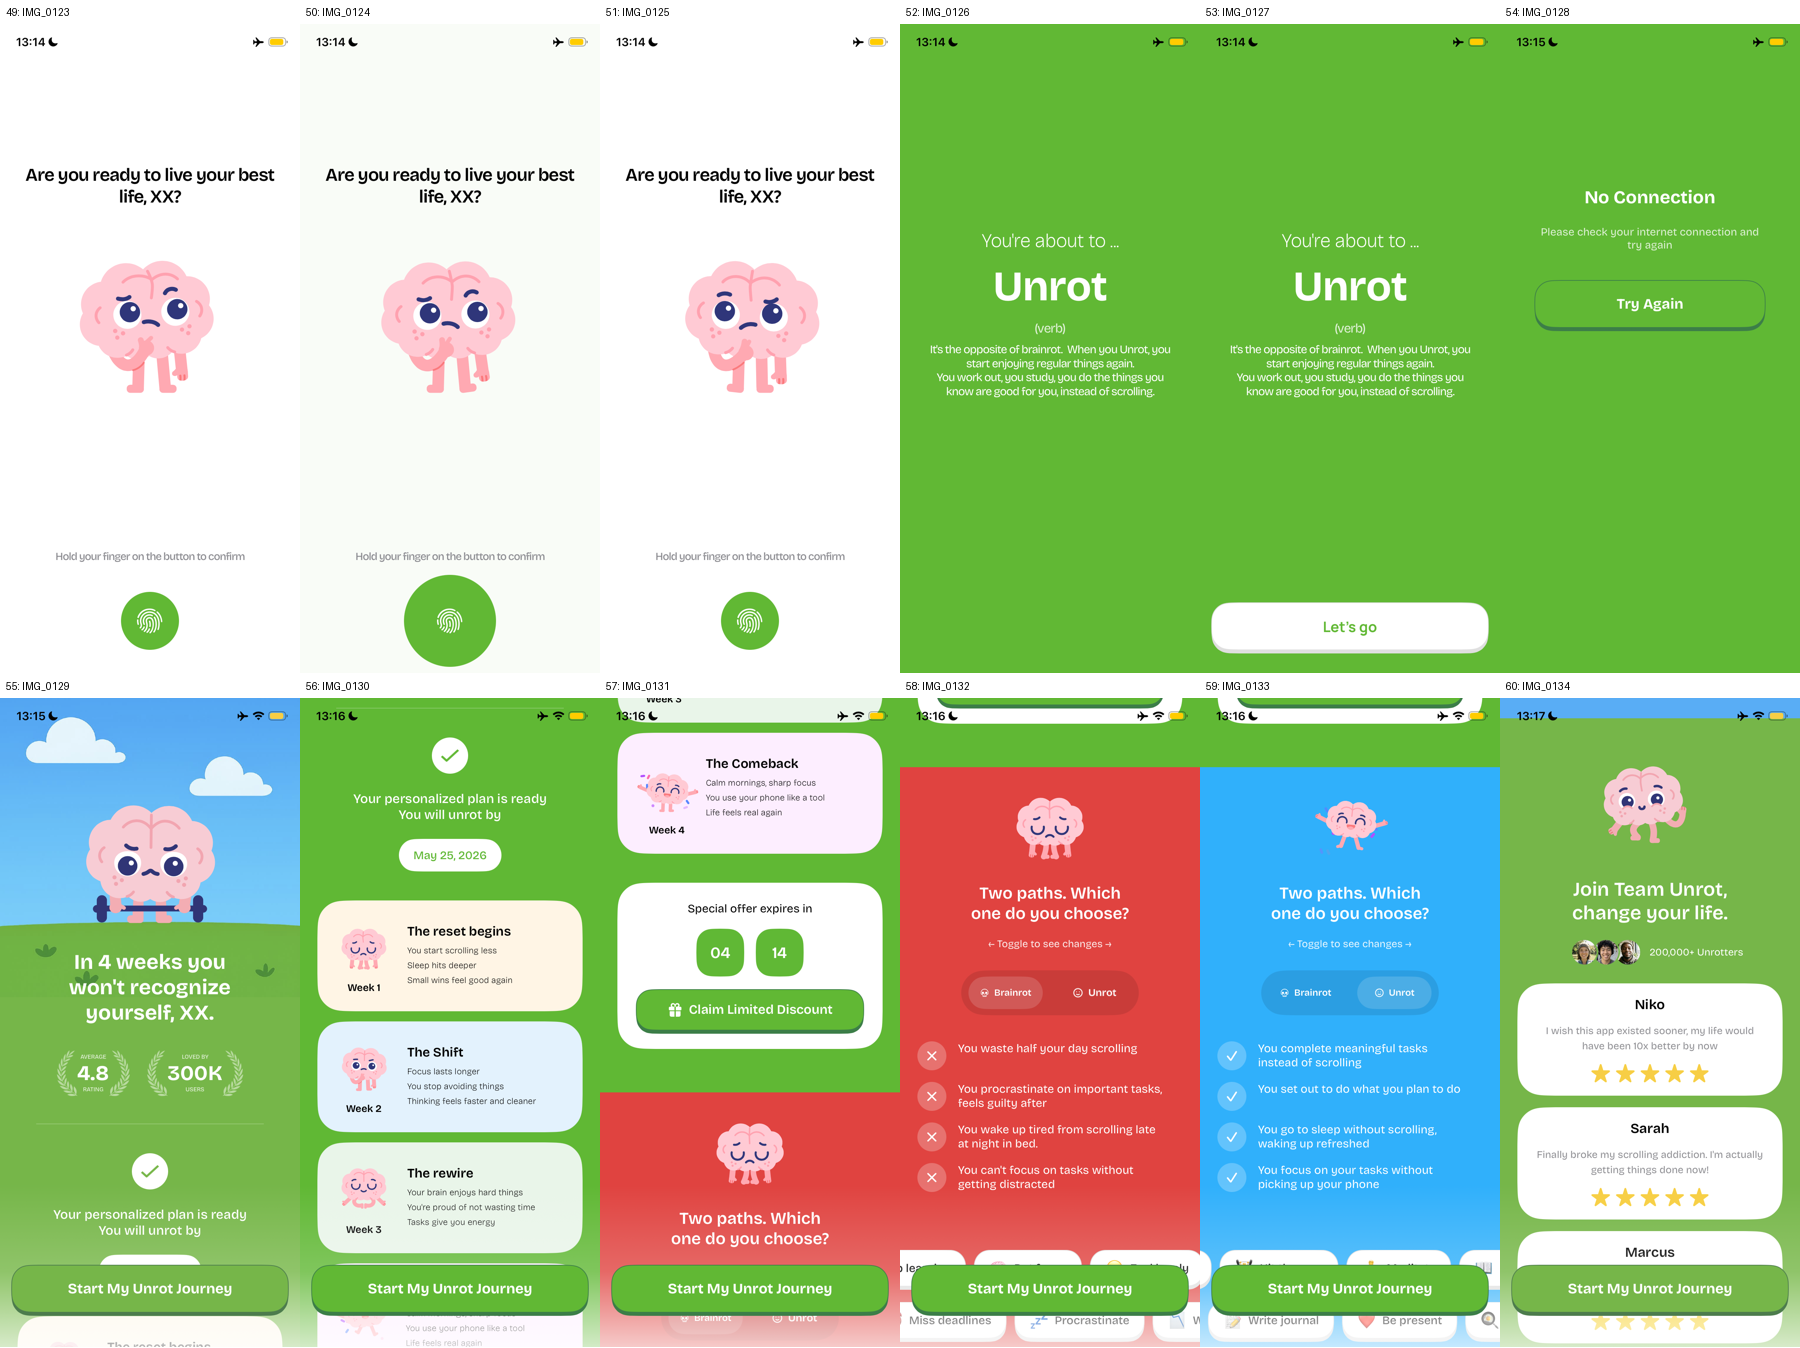 49: IMG_0123
13:14
Are you ready to live your best
life, XX?
Hold your finger on the button to confirm
50: IMG_0124
13:14
Are you ready to live your best
life, XX?
Hold your finger on the button to confirm
51: IMG_0125
13:14
Are you ready to live your best
life, XX?
Hold your finger on the button to confirm
52: IMG_0126
13:14
You're about to ...
Unrot
(verb)
It's the opposite of brainrot. When you Unrot, you
start enjoying regular things again.
You work out, you study, you do the things you
know are good for you, instead of scrolling.
53: IMG_0127
13:14
You're about to ...
Unrot
(verb)
It's the opposite of brainrot. When you Unrot, you
start enjoying regular things again.
You work out, you study, you do the things you
know are good for you, instead of scrolling.
Let's go
54: IMG_0128
13:15
No Connection
Please check your internet connection and
try again
Try Again
55: IMG_0129
13:15
In 4 weeks you
won't recognize
yourself, XX.
AVERAGE
4.8
RATING
LOVED BY
300K
USERS
Your personalized plan is ready
You will unrot by
Start My Unrot Journey
The reset begins
56: IMG_0130
13:16
Your personalized plan is ready
You will unrot by
May 25, 2026
The reset begins
You start scrolling less
Sleep hits deeper
Small wins feel good again
Week 1
The Shift
Focus lasts longer
You stop avoiding things
Thinking feels faster and cleaner
Week 2
The rewire
Your brain enjoys hard things
You're proud of not wasting time
Tasks give you energy
Week 3
Start My Unrot Journey
You use your phone like a tool
Life feels real again
57: IMG_0131
Week 3
13:16
The Comeback
Calm mornings, sharp focus
You use your phone like a tool
Life feels real again
Week 4
Special offer expires in
04
14
Claim Limited Discount
Two paths. Which
one do you choose?
Start My Unrot Journey
Brainrot
Unrot
58: IMG_0132
13:16
Two paths. Which
one do you choose?
← Toggle to see changes →
Brainrot
Unrot
You waste half your day scrolling
You procrastinate on important tasks,
feels guilty after
You wake up tired from scrolling late
at night in bed.
You can't focus on tasks without
getting distracted
Start My Unrot Journey
Miss deadlines
Procrastinate
59: IMG_0133
13:16
Two paths. Which
one do you choose?
← Toggle to see changes →
Brainrot
Unrot
You complete meaningful tasks
instead of scrolling
You set out to do what you plan to do
You go to sleep without scrolling,
waking up refreshed
You focus on your tasks without
picking up your phone
Start My Unrot Journey
Write journal
Be present
60: IMG_0134
13:17
Join Team Unrot,
change your life.
200,000+ Unrotters
Niko
I wish this app existed sooner, my life would
have been 10x better by now
Sarah
Finally broke my scrolling addiction. I'm actually
getting things done now!
Marcus
Start My Unrot Journey